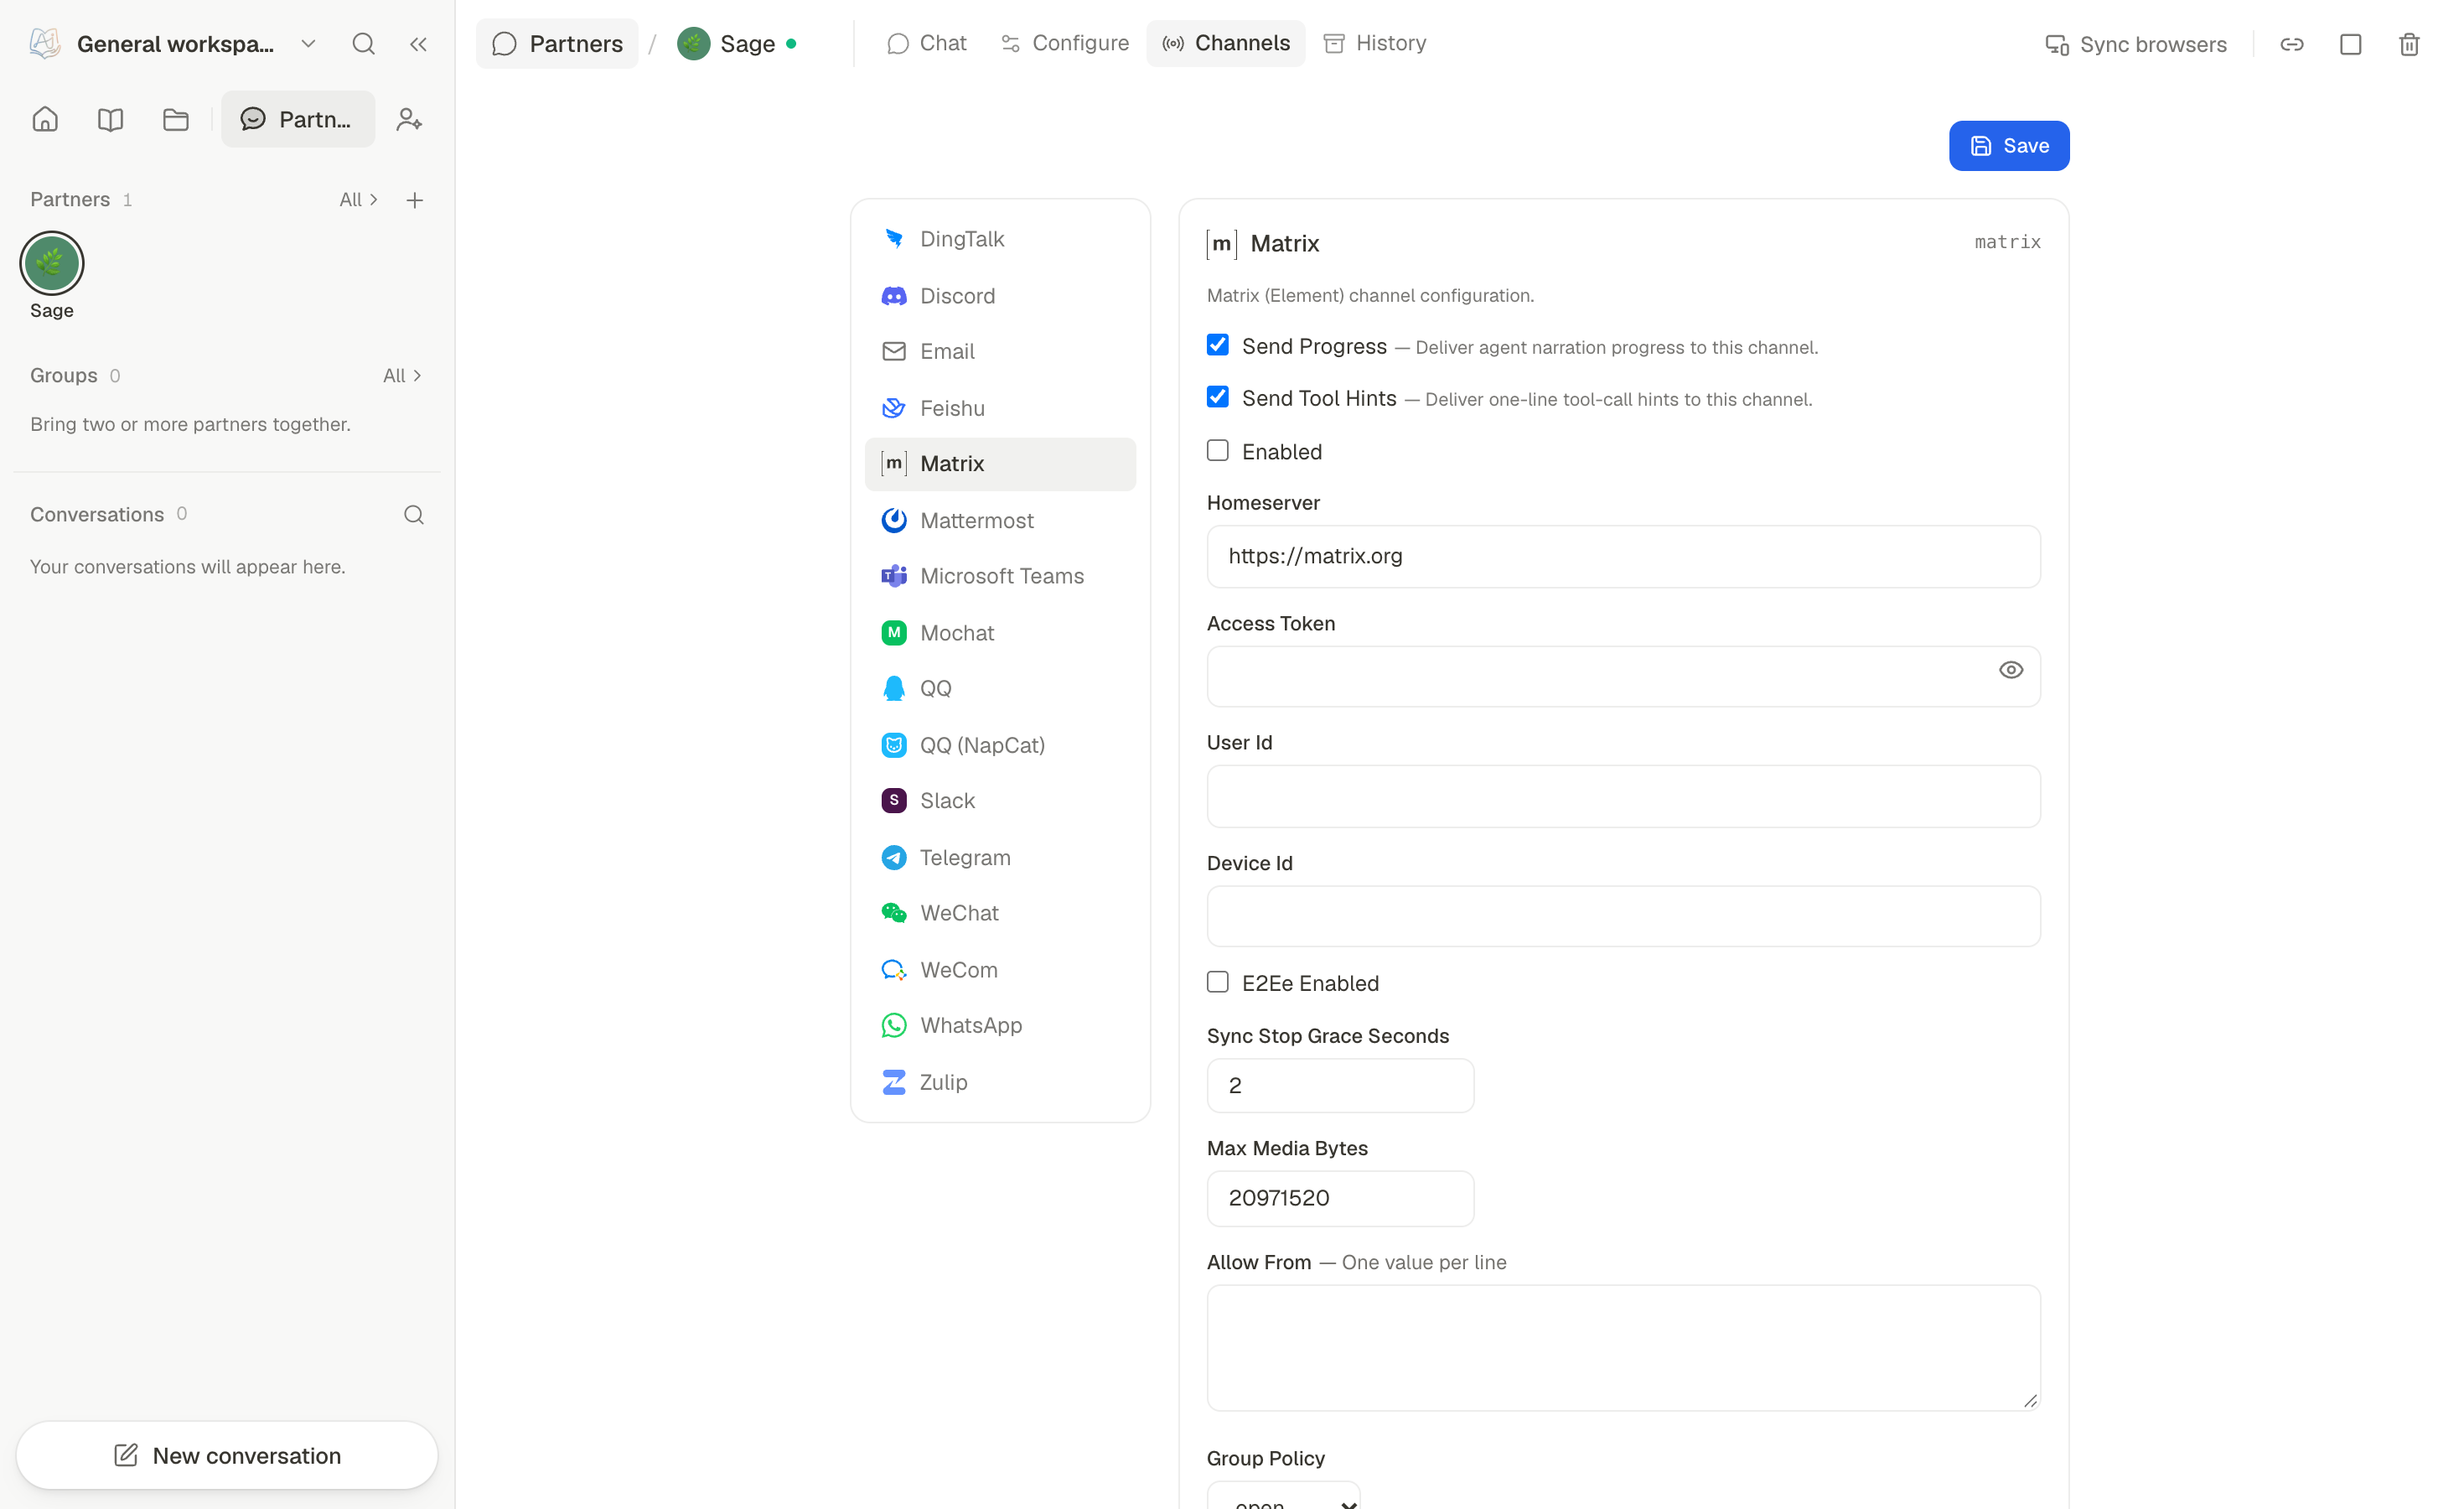 General workspa...
Partn...
Partners 1
All
Sage
Groups 0
All
Bring two or more partners together.
Conversations 0
Your conversations will appear here.
New conversation
Partners / Sage
Chat
Configure
Channels
History
Sync browsers
Save
DingTalk
Discord
Email
Feishu
[m] Matrix
Mattermost
Microsoft Teams
Mochat
QQ
QQ (NapCat)
Slack
Telegram
WeChat
WeCom
WhatsApp
Zulip
[m] Matrix
matrix
Matrix (Element) channel configuration.
Send Progress — Deliver agent narration progress to this channel.
Send Tool Hints — Deliver one-line tool-call hints to this channel.
Enabled
Homeserver
https://matrix.org
Access Token
User Id
Device Id
E2Ee Enabled
Sync Stop Grace Seconds
2
Max Media Bytes
20971520
Allow From — One value per line
Group Policy
open